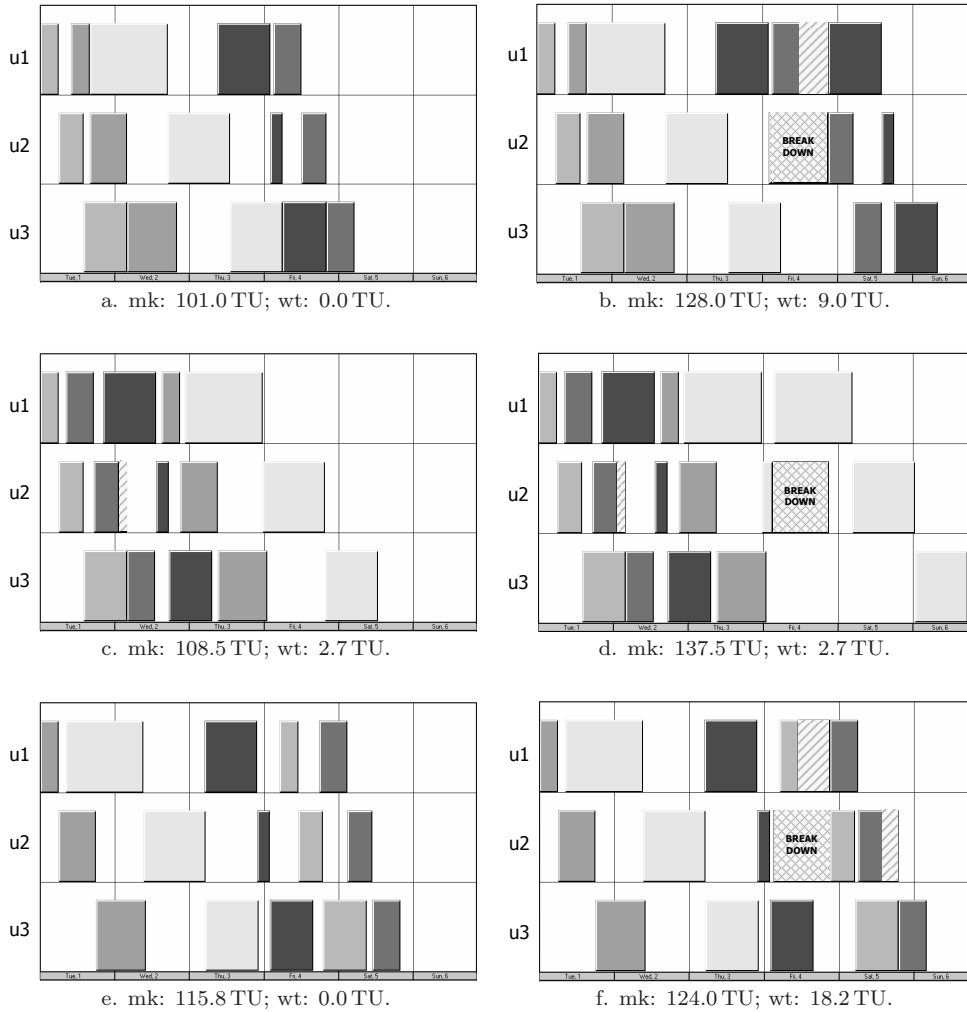 u1 u1
u2 BREAK DOWN u2
u3 u3
Tue, 1 Wed, 2 Thu, 3 Fri, 4 Sat, 5 Sun, 6 Tue, 1 Wed, 2 Thu, 3 Fri, 4 Sat, 5 Sun, 6
a. mk: 101.0 TU; wt: 0.0 TU. b. mk: 128.0 TU; wt: 9.0 TU.
u1 u1
u2 u2 BREAK DOWN
u3 u3
Tue, 1 Wed, 2 Thu, 3 Fri, 4 Sat, 5 Sun, 6 Tue, 1 Wed, 2 Thu, 3 Fri, 4 Sat, 5 Sun, 6
c. mk: 108.5 TU; wt: 2.7 TU. d. mk: 137.5 TU; wt: 2.7 TU.
u1 u1
u2 u2 BREAK DOWN
u3 u3
Tue, 1 Wed, 2 Thu, 3 Fri, 4 Sat, 5 Sun, 6 Tue, 1 Wed, 2 Thu, 3 Fri, 4 Sat, 5 Sun, 6
e. mk: 115.8 TU; wt: 0.0 TU. f. mk: 124.0 TU; wt: 18.2 TU.